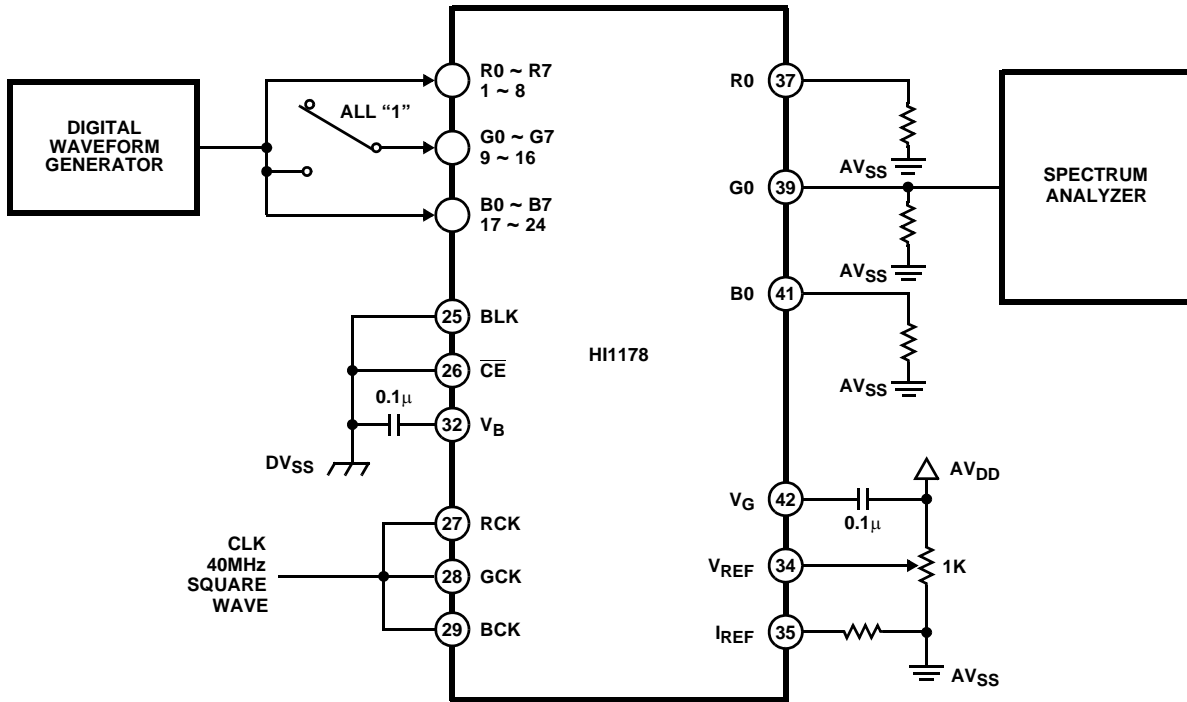 DIGITAL
WAVEFORM
GENERATOR
ALL “1”
R0 ~ R7
1 ~ 8
G0 ~ G7
9 ~ 16
B0 ~ B7
17 ~ 24
25 BLK
26 CE
0.1µ
32 VB
DVSS
CLK
40MHz
SQUARE
WAVE
27 RCK
28 GCK
29 BCK
HI1178
R0 37
AVSS
G0 39
AVSS
B0 41
AVSS
SPECTRUM
ANALYZER
AVDD
VG 42
0.1µ
VREF 34
1K
IREF 35
AVSS